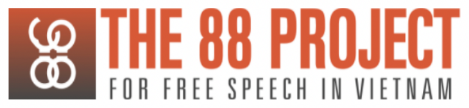 THE 88 PROJECT
FOR FREE SPEECH IN VIETNAM